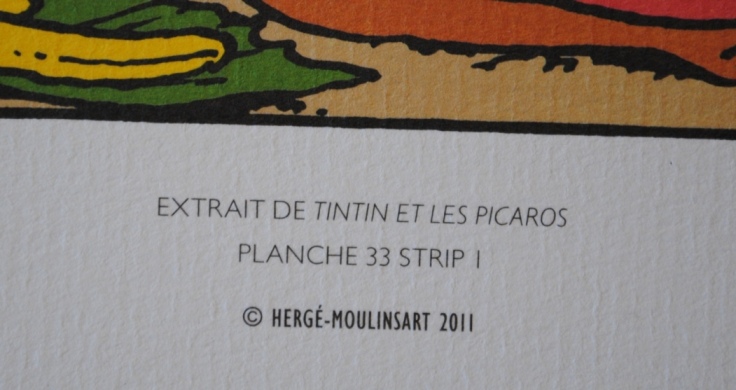 EXTRAIT DE TINTIN ET LES PICAROS
PLANCHE 33 STRIP 1
© HERGÉ-MOULINSART 2011